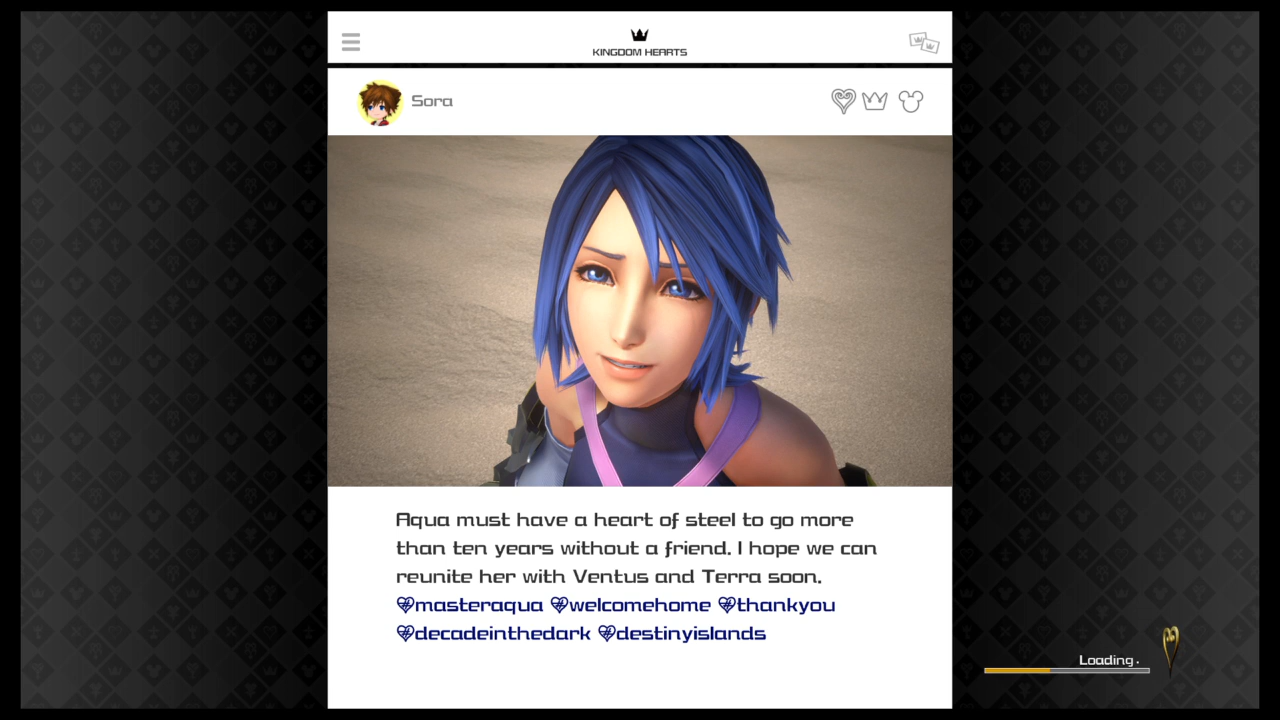 KINGDOM HEARTS
Sora
Aqua must have a heart of steel to go more
than ten years without a friend. I hope we can
reunite her with Ventus and Terra soon.
masteraqua welcomehome thankyou
decadeinthedark destinyislands
Loading.